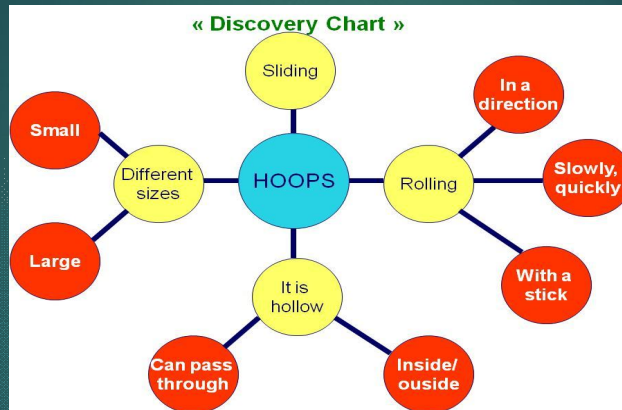 « Discovery Chart »
Sliding
In a
direction
Small
Different
sizes
HOOPS
Rolling
Slowly,
quickly
Large
It is
hollow
With a
stick
Can pass
through
Inside/
ouside